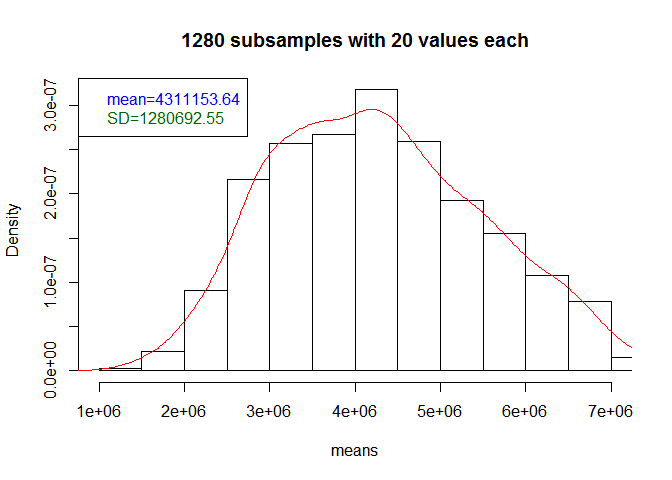 1280 subsamples with 20 values each
mean=4311153.64
SD=1280692.55
Density
3.0e-07
2.0e-07
1.0e-07
0.0e+00
1e+06 2e+06 3e+06 4e+06 5e+06 6e+06 7e+06
means